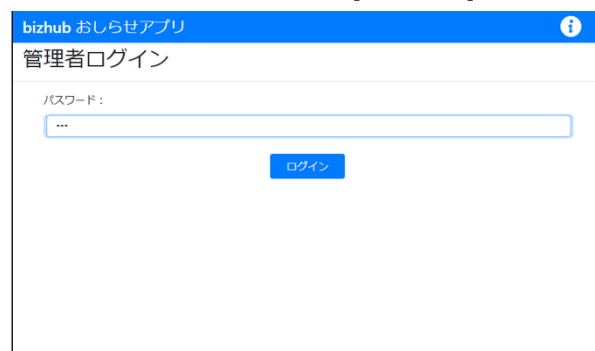 bizhub おしらせアプリ
管理者ログイン
パスワード：
---
ログイン